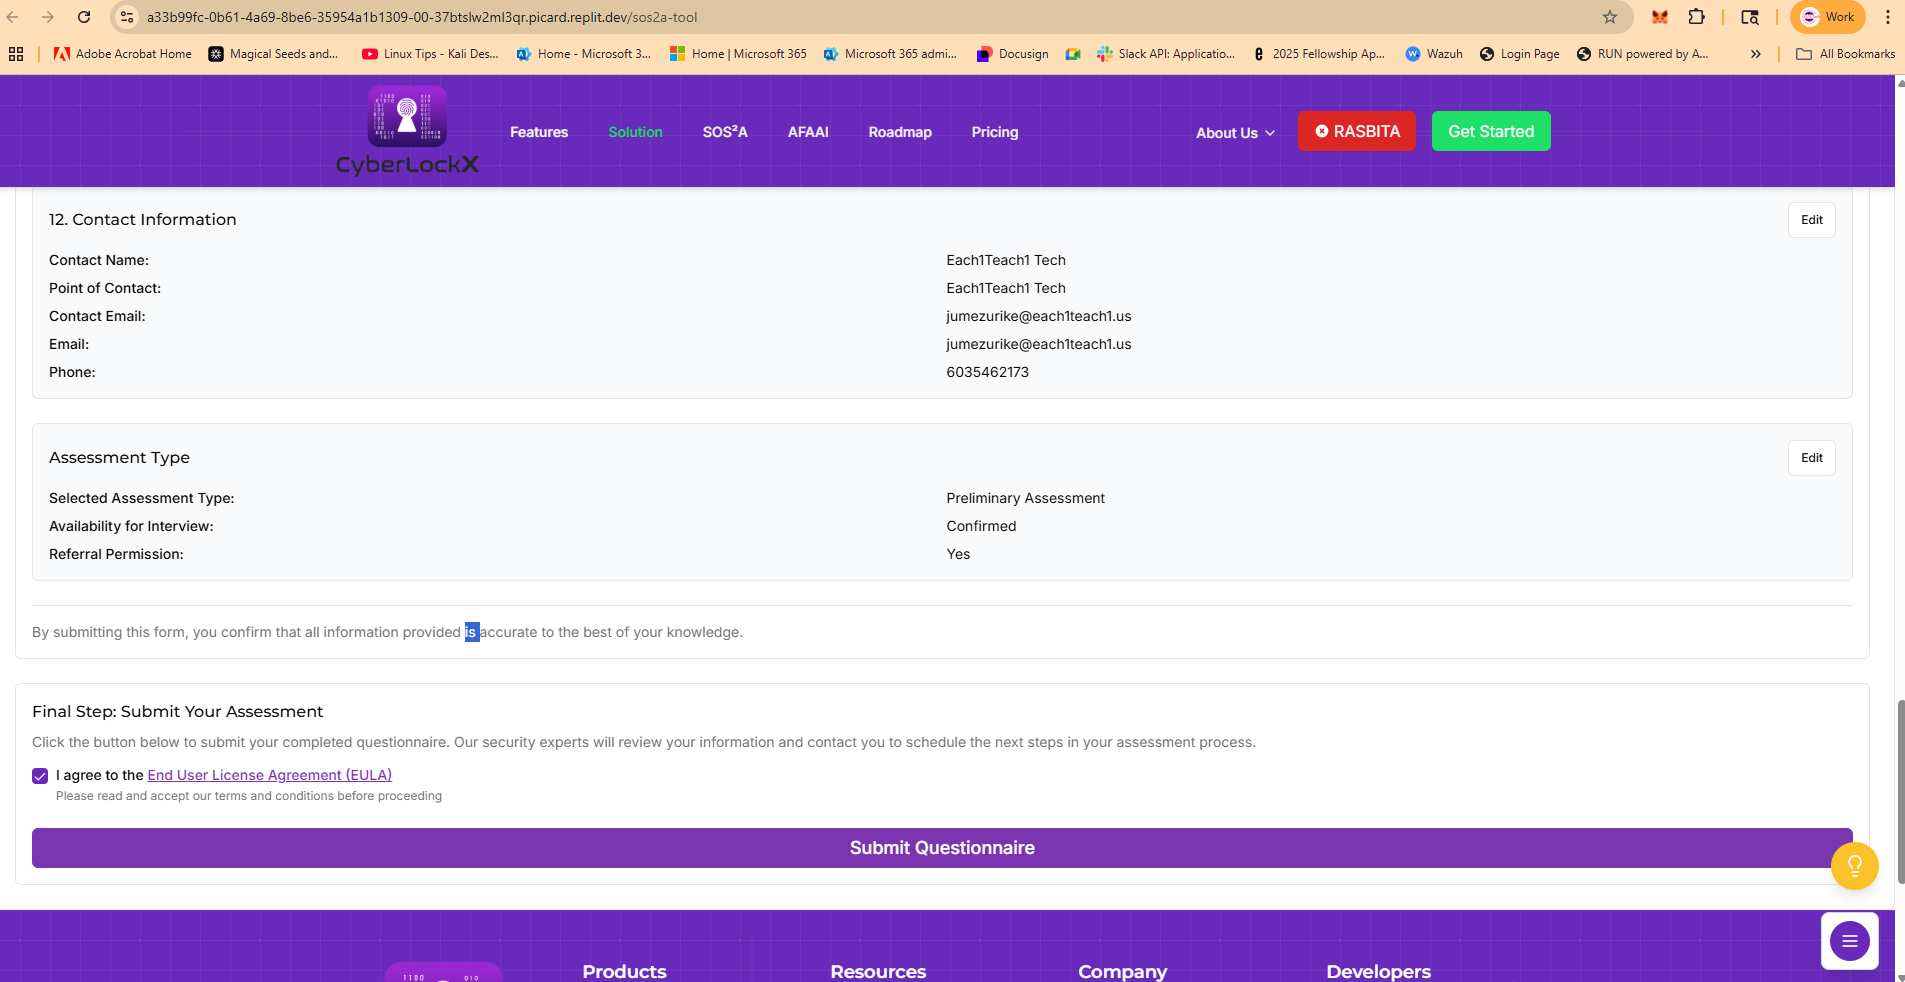 a33b99fc-0b61-4a69-8be6-35954a1b1309-00-37btslw2ml3qr.picard.replit.dev/sos2a-tool
Work
Adobe Acrobat Home
Magical Seeds and...
Linux Tips - Kali Des...
Home - Microsoft 3...
Home | Microsoft 365
Microsoft 365 admi...
Docusign
Slack API: Applicatio...
2025 Fellowship Ap...
Wazuh
Login Page
RUN powered by A...
»
All Bookmarks
CyberLockX
Features
Solution
SOS²A
AFAAI
Roadmap
Pricing
About Us
RASBITA
Get Started
12. Contact Information
Edit
Contact Name: Each1Teach1 Tech
Point of Contact: Each1Teach1 Tech
Contact Email: jumezurike@each1teach1.us
Email: jumezurike@each1teach1.us
Phone: 6035462173
Assessment Type
Edit
Selected Assessment Type: Preliminary Assessment
Availability for Interview: Confirmed
Referral Permission: Yes
By submitting this form, you confirm that all information provided is accurate to the best of your knowledge.
Final Step: Submit Your Assessment
Click the button below to submit your completed questionnaire. Our security experts will review your information and contact you to schedule the next steps in your assessment process.
I agree to the End User License Agreement (EULA)
Please read and accept our terms and conditions before proceeding
Submit Questionnaire
Products
Resources
Company
Developers